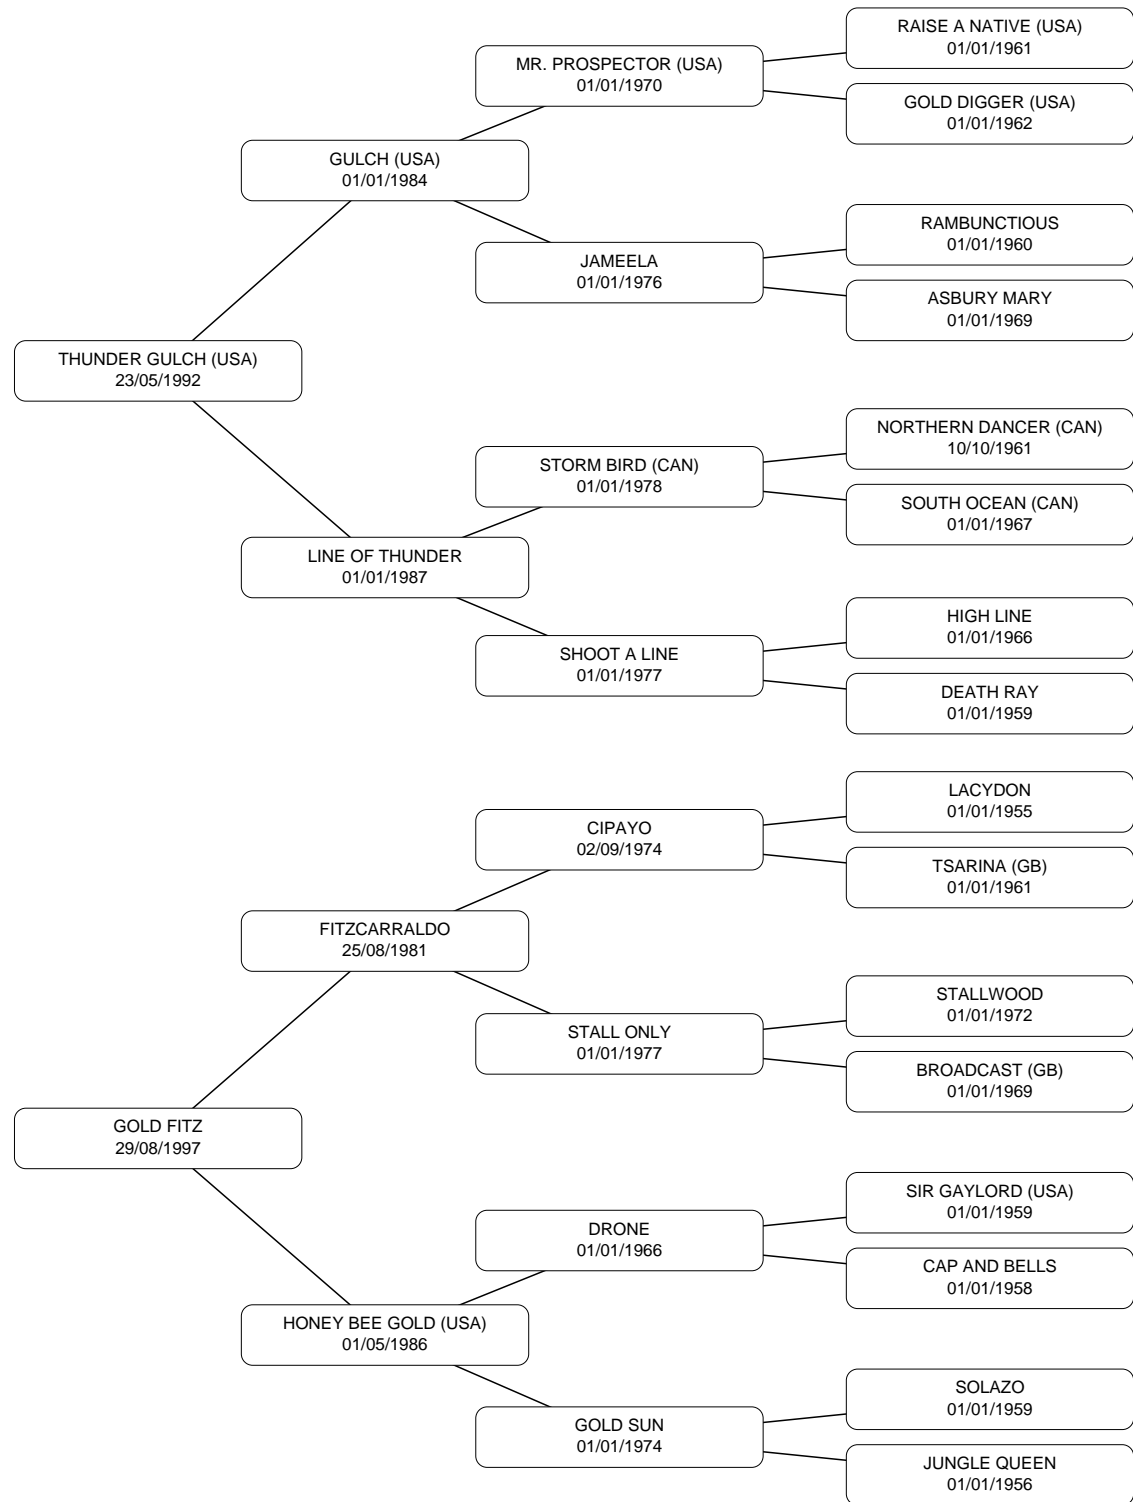 RAISE A NATIVE (USA)
01/01/1961
MR. PROSPECTOR (USA)
01/01/1970
GOLD DIGGER (USA)
01/01/1962
GULCH (USA)
01/01/1984
RAMBUNCTIOUS
01/01/1960
JAMEELA
01/01/1976
ASBURY MARY
01/01/1969
THUNDER GULCH (USA)
23/05/1992
NORTHERN DANCER (CAN)
10/10/1961
STORM BIRD (CAN)
01/01/1978
SOUTH OCEAN (CAN)
01/01/1967
LINE OF THUNDER
01/01/1987
HIGH LINE
01/01/1966
SHOOT A LINE
01/01/1977
DEATH RAY
01/01/1959
LACYDON
01/01/1955
CIPAYO
02/09/1974
TSARINA (GB)
01/01/1961
FITZCARRALDO
25/08/1981
STALLWOOD
01/01/1972
STALL ONLY
01/01/1977
BROADCAST (GB)
01/01/1969
GOLD FITZ
29/08/1997
SIR GAYLORD (USA)
01/01/1959
DRONE
01/01/1966
CAP AND BELLS
01/01/1958
HONEY BEE GOLD (USA)
01/05/1986
SOLAZO
01/01/1959
GOLD SUN
01/01/1974
JUNGLE QUEEN
01/01/1956